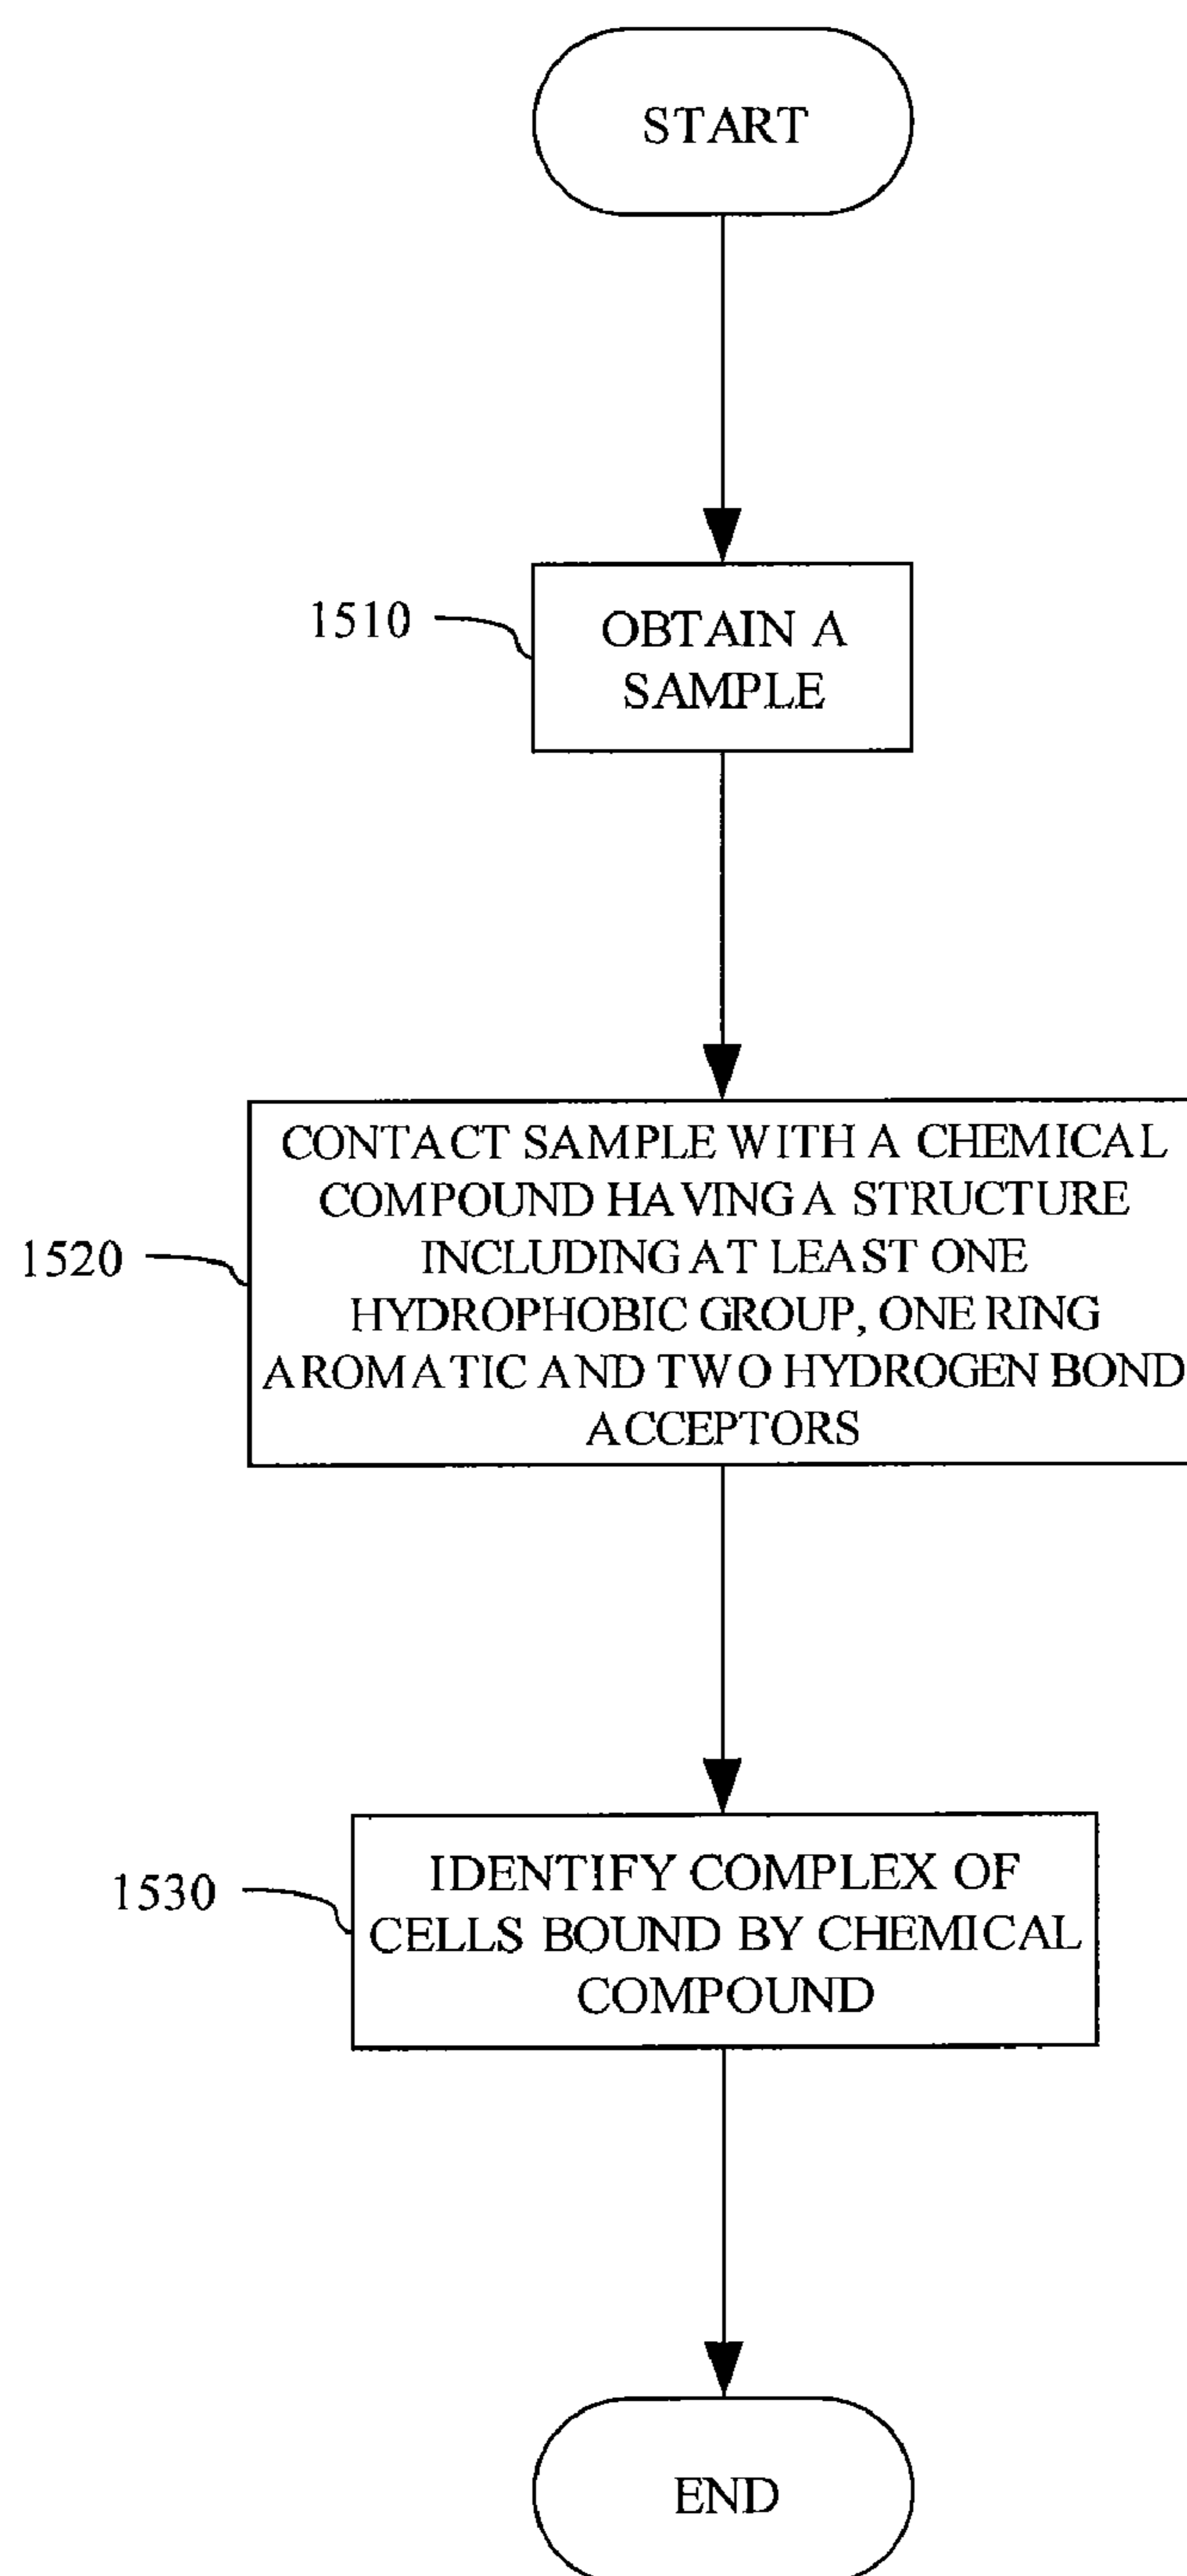 START
1510
OBTAIN A
SAMPLE
1520
CONTACT SAMPLE WITH A CHEMICAL
COMPOUND HAVING A STRUCTURE
INCLUDING AT LEAST ONE
HYDROPHOBIC GROUP, ONE RING
AROMATIC AND TWO HYDROGEN BOND
ACCEPTORS
1530
IDENTIFY COMPLEX OF
CELLS BOUND BY CHEMICAL
COMPOUND
END